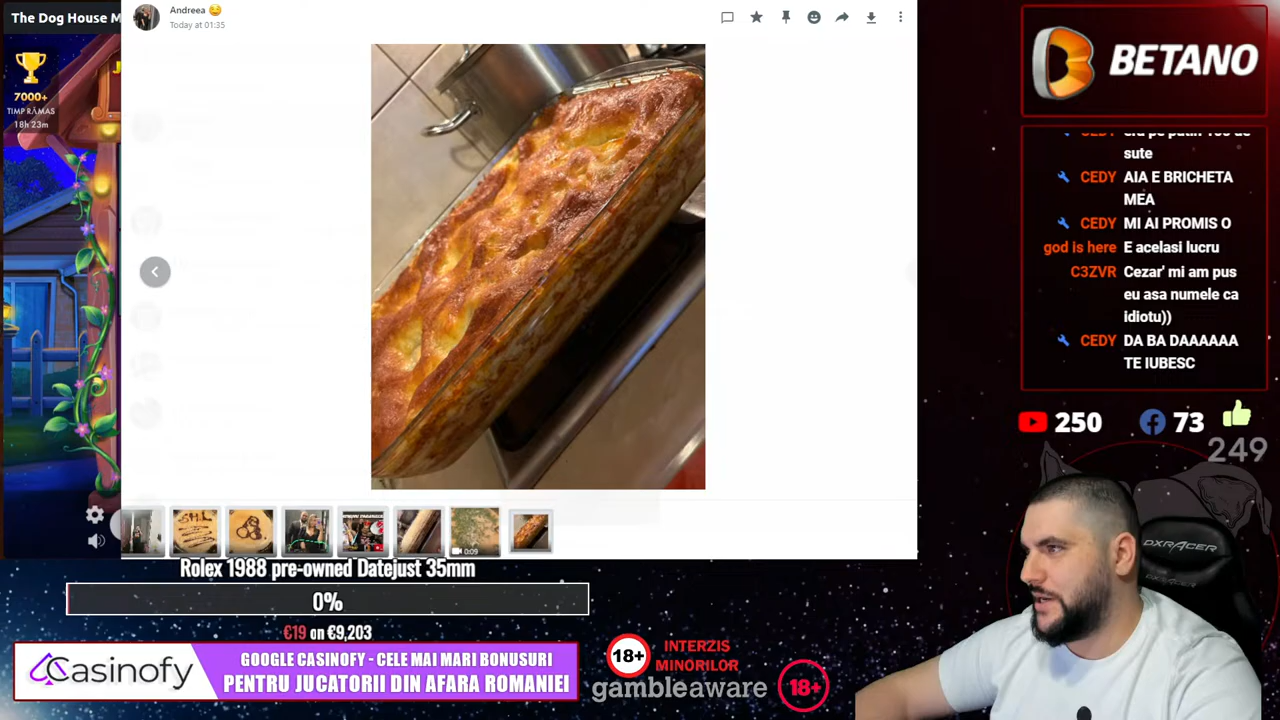 The Dog House M
7000+
TIMP RĂMAS
18h 23m
Andreea
Today at 01:35
0:09
BETANO
sute
CEDY AIA E BRICHETA
MEA
CEDY MI AI PROMIS O
god is here E acelasi lucru
C3ZVR Cezar' mi am pus
eu asa numele ca
idiotu))
CEDY DA BA DAAAAAA
TE IUBESC
250
73
249
DXRACER
Rolex 1988 pre-owned Datejust 35mm
0%
€19 on €9,203
Casinofy
GOOGLE CASINOFY - CELE MAI MARI BONUSURI
PENTRU JUCATORII DIN AFARA ROMANIEI
18+
INTERZIS
MINORILOR
gambleaware
18+